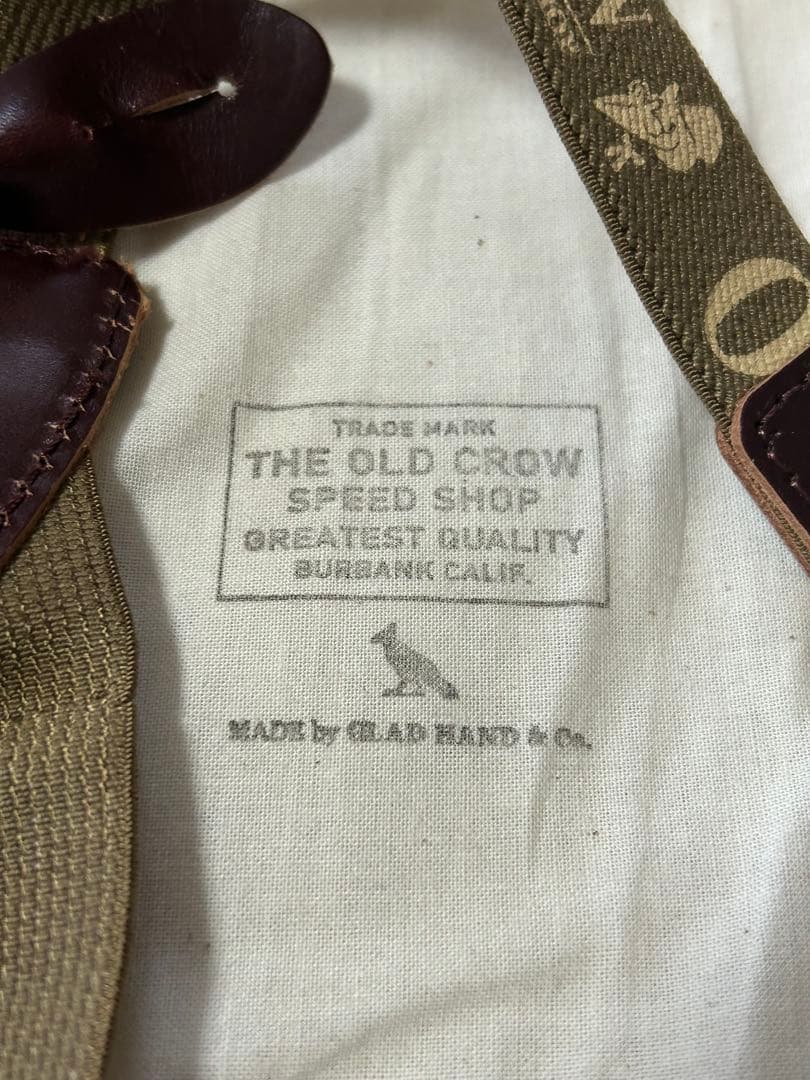 TRADE MARK
THE OLD CROW
SPEED SHOP
GREATEST QUALITY
BURBANK CALIF.
MADE by GLAD HAND & Co.
N
O